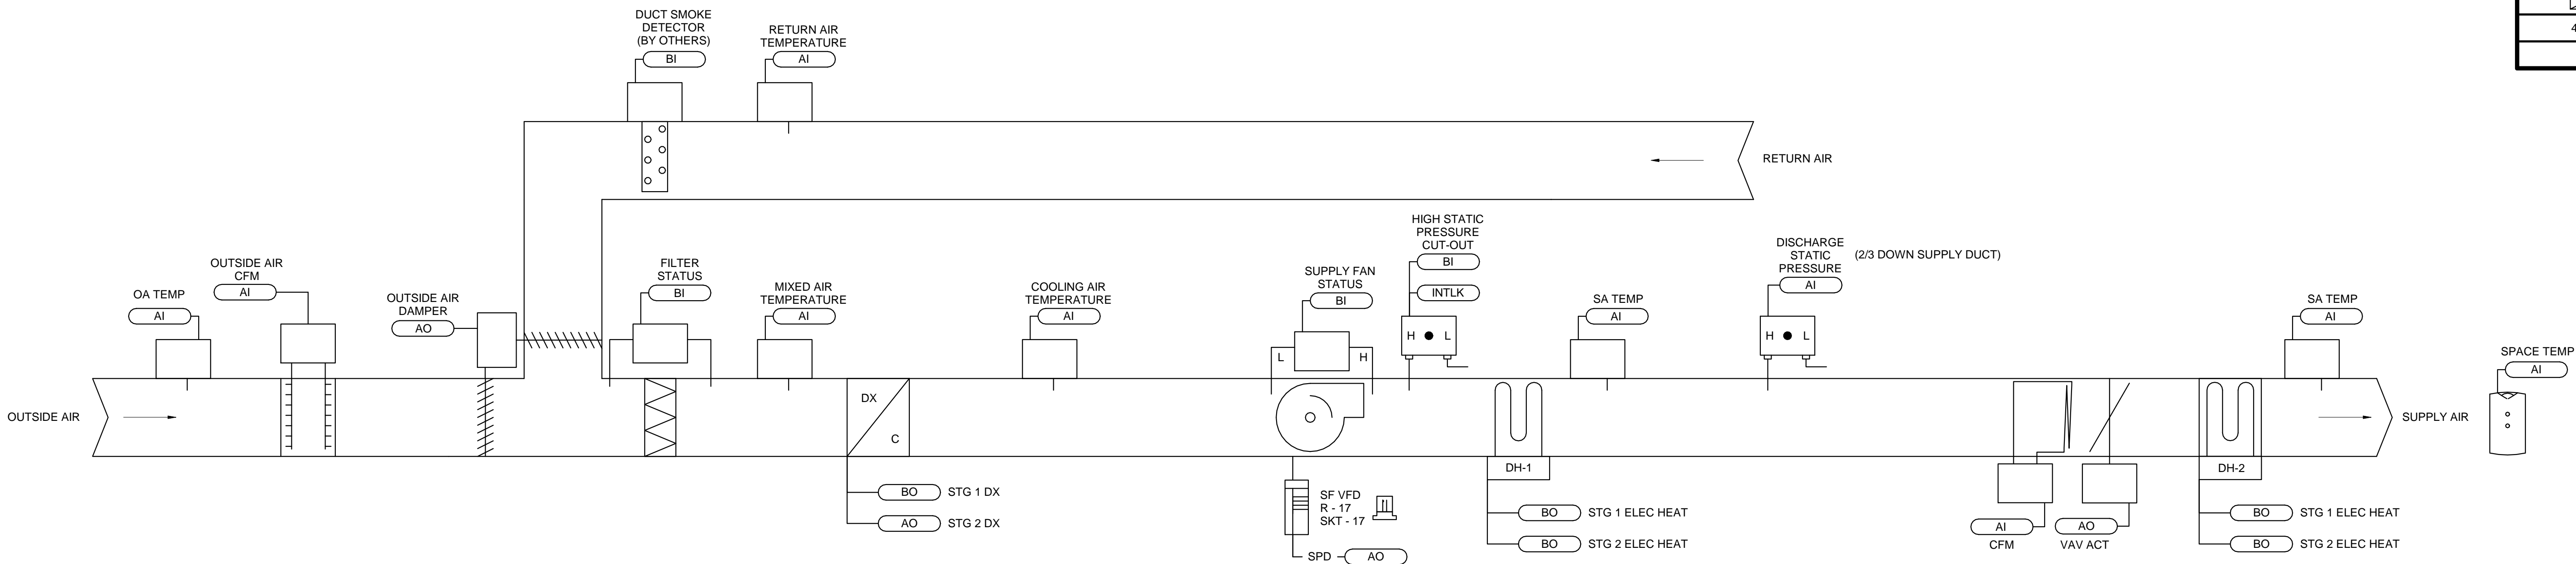 DUCT SMOKE
DETECTOR
(BY OTHERS)
BI
RETURN AIR
TEMPERATURE
AI
4
RETURN AIR
OA TEMP
AI
OUTSIDE AIR
CFM
AI
OUTSIDE AIR
DAMPER
AO
FILTER
STATUS
BI
MIXED AIR
TEMPERATURE
AI
COOLING AIR
TEMPERATURE
AI
SUPPLY FAN
STATUS
BI
L
H
HIGH STATIC
PRESSURE
CUT-OUT
BI
INTLK
H
L
SA TEMP
AI
DISCHARGE
STATIC
PRESSURE
(2/3 DOWN SUPPLY DUCT)
AI
H
L
SA TEMP
AI
SPACE TEMP
AI
OUTSIDE AIR
DX
C
SUPPLY AIR
BO STG 1 DX
AO STG 2 DX
SF VFD
R - 17
SKT - 17
SPD
AO
DH-1
BO STG 1 ELEC HEAT
BO STG 2 ELEC HEAT
AI
CFM
AO
VAV ACT
DH-2
BO STG 1 ELEC HEAT
BO STG 2 ELEC HEAT